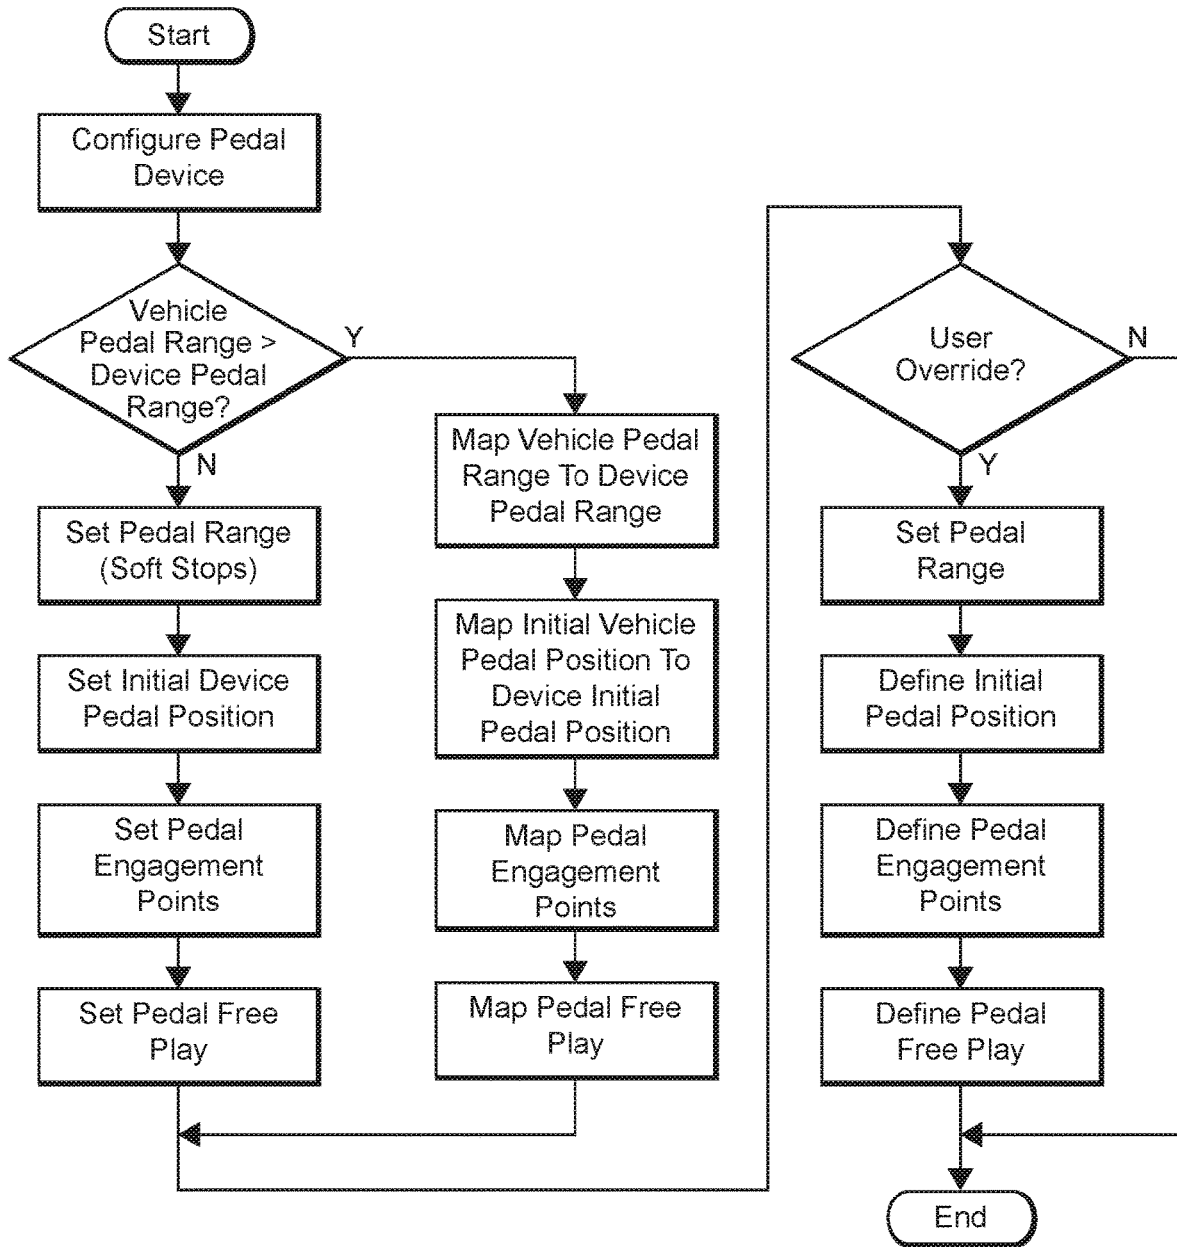 Start
Configure Pedal
Device
Vehicle
Pedal Range >
Device Pedal
Range?
Y
N
Set Pedal Range
(Soft Stops)
Set Initial Device
Pedal Position
Set Pedal
Engagement
Points
Set Pedal Free
Play
Map Vehicle Pedal
Range To Device
Pedal Range
Map Initial Vehicle
Pedal Position To
Device Initial
Pedal Position
Map Pedal
Engagement
Points
Map Pedal Free
Play
User
Override?
N
Y
Set Pedal
Range
Define Initial
Pedal Position
Define Pedal
Engagement
Points
Define Pedal
Free Play
End